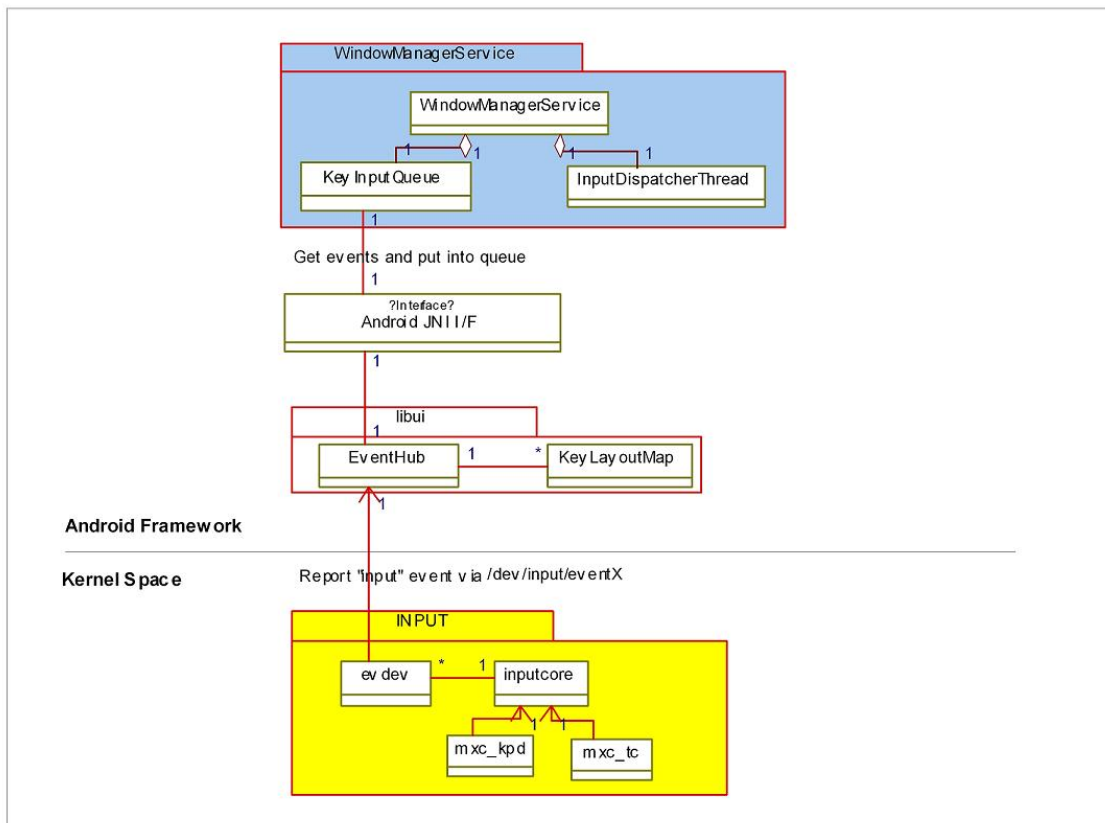 WindowManagerService
WindowManagerService
1
1
1
1
KeyInputQueue
InputDispatcherThread
1
Get events and put into queue
1
?Interface?
Android JNI I/F
1
libui
1
EventHub
1
*
KeyLayoutMap
1
Android Framework
Kernel Space
Report "input" event via /dev/input/eventX
INPUT
evdev
*
1
inputcore
1
1
mxc_kpd
mxc_tc